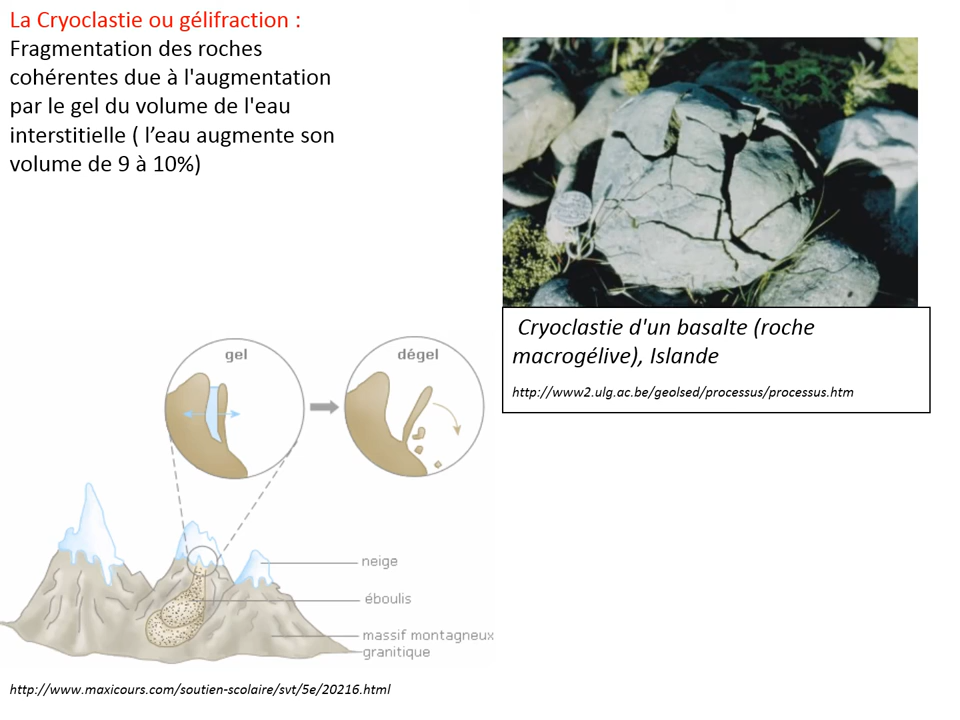 La Cryoclastie ou gélifraction :
Fragmentation des roches
cohérentes due à l'augmentation
par le gel du volume de l'eau
interstitielle ( l’eau augmente son
volume de 9 à 10%)
Cryoclastie d'un basalte (roche
macrogélive), Islande
http://www2.ulg.ac.be/geolsed/processus/processus.htm
gel
dégel
neige
éboulis
massif montagneux
granitique
http://www.maxicours.com/soutien-scolaire/svt/5e/20216.html